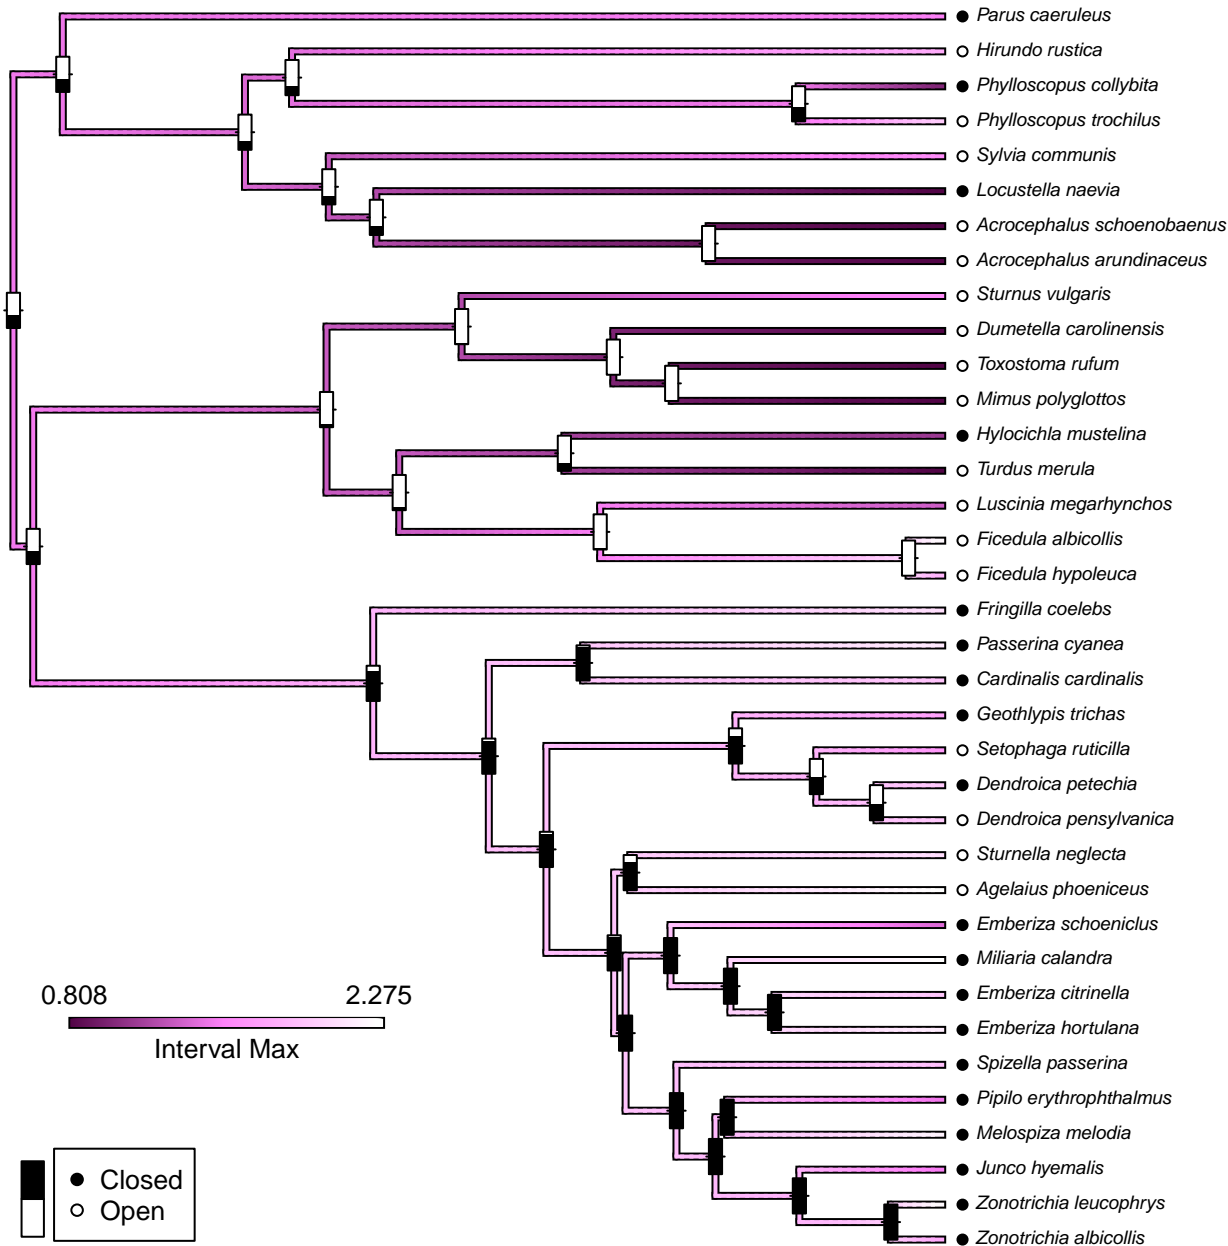 Parus caeruleus
Hirundo rustica
Phylloscopus collybita
Phylloscopus trochilus
Sylvia communis
Locustella naevia
Acrocephalus schoenobaenus
Acrocephalus arundinaceus
Sturnus vulgaris
Dumetella carolinensis
Toxostoma rufum
Mimus polyglottos
Hylocichla mustelina
Turdus merula
Luscinia megarhynchos
Ficedula albicollis
Ficedula hypoleuca
Fringilla coelebs
Passerina cyanea
Cardinalis cardinalis
Geothlypis trichas
Setophaga ruticilla
Dendroica petechia
Dendroica pensylvanica
Sturnella neglecta
Agelaius phoeniceus
Emberiza schoeniclus
Miliaria calandra
Emberiza citrinella
Emberiza hortulana
Spizella passerina
Pipilo erythrophthalmus
Melospiza melodia
Junco hyemalis
Zonotrichia leucophrys
Zonotrichia albicollis
0.808 2.275
Interval Max
Closed
Open